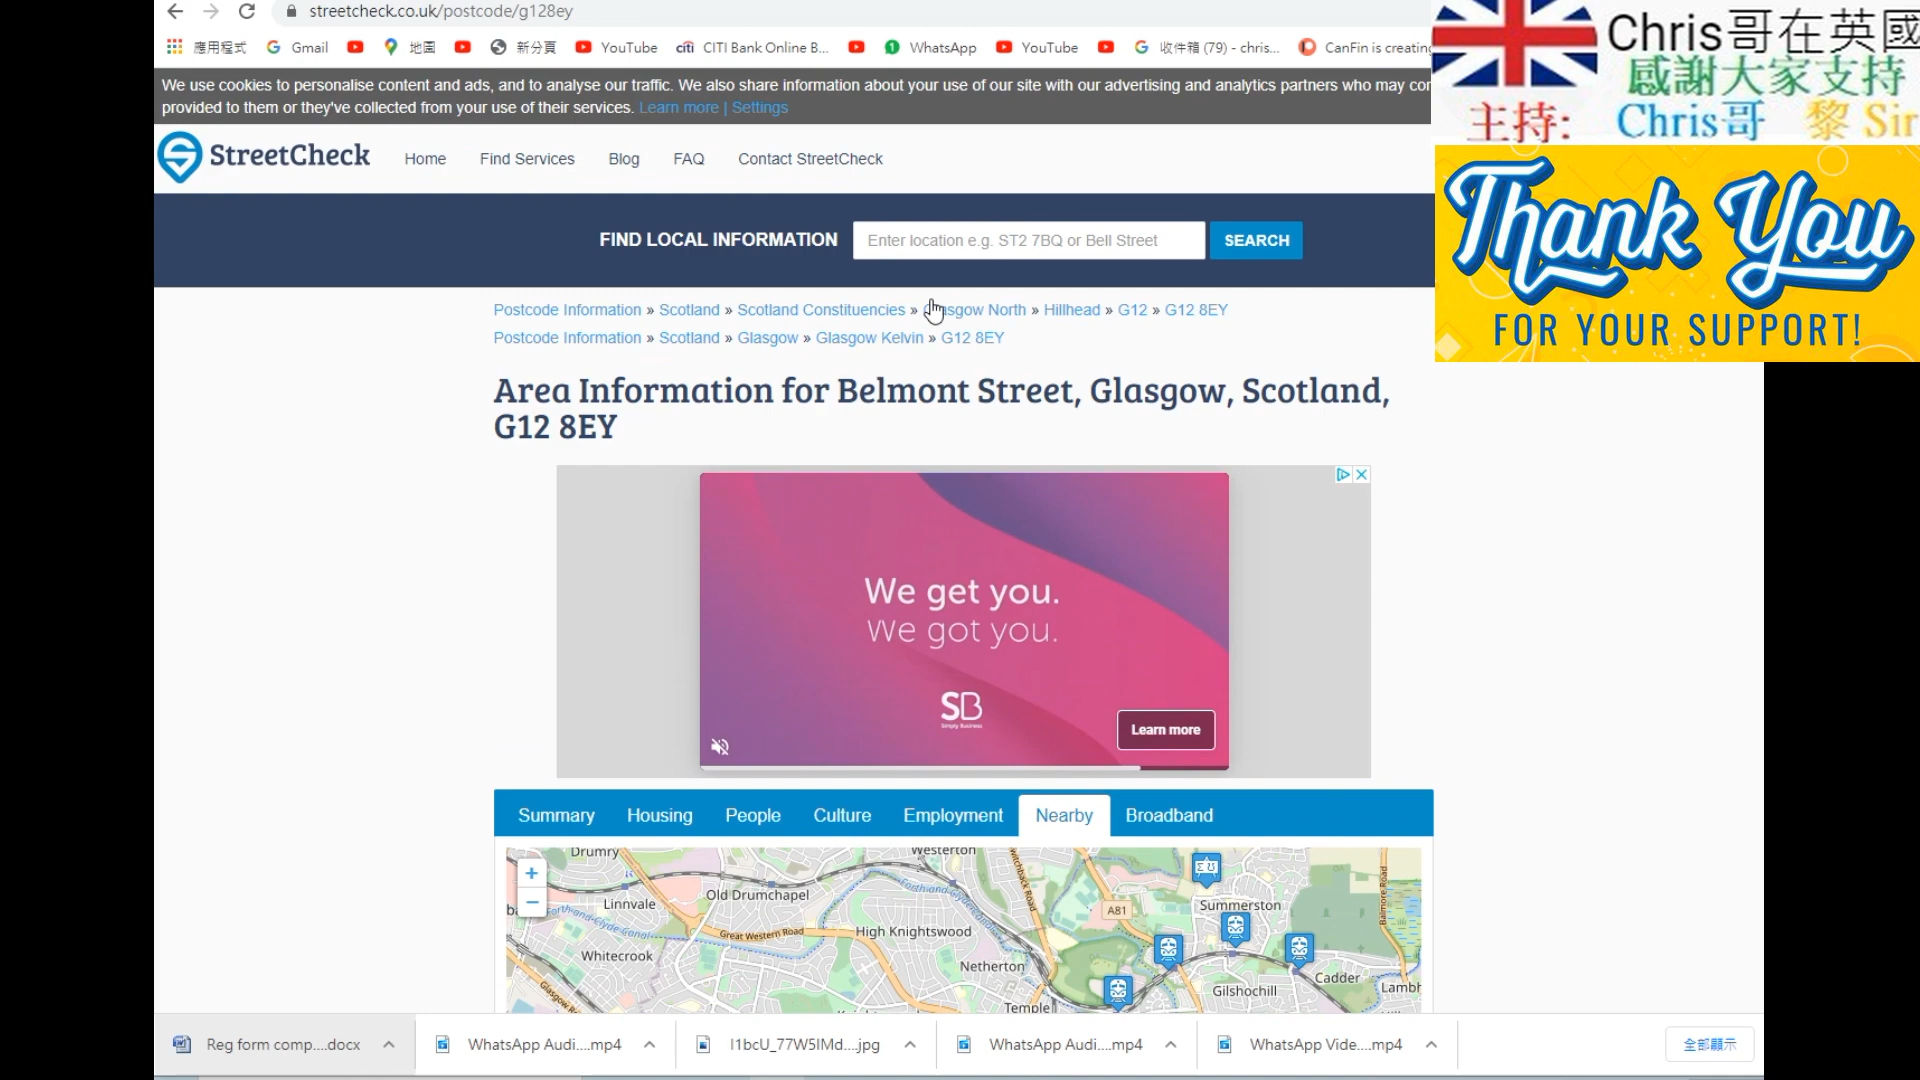 streetcheck.co.uk/postcode/g128ey
應用程式 Gmail 地圖 新分頁 YouTube CITI Bank Online B... WhatsApp YouTube 收件箱 (79) - chris... CanFin is creating
We use cookies to personalise content and ads, and to analyse our traffic. We also share information about your use of our site with our advertising and analytics partners who may
provided to them or they've collected from your use of their services. Learn more | Settings
StreetCheck Home Find Services Blog FAQ Contact StreetCheck
FIND LOCAL INFORMATION Enter location e.g. ST2 7BQ or Bell Street SEARCH
Postcode Information » Scotland » Scotland Constituencies » Glasgow North » Hillhead » G12 » G12 8EY
Postcode Information » Scotland » Glasgow » Glasgow Kelvin » G12 8EY
Area Information for Belmont Street, Glasgow, Scotland,
G12 8EY
We get you.
We got you.
SB
Simply Business
Learn more
Summary Housing People Culture Employment Nearby Broadband
+
−
Drumry
Westerton
Old Drumchapel
Linnvale
Forth-and-Clyde Canal
Great Western Road
High Knightswood
Whitecrook
Netherton
Temple
A81
Summerston
Balmore Road
Cadder
Gilshochill
Reg form comp....docx WhatsApp Audi....mp4 I1bcU_77W5IMd....jpg WhatsApp Audi....mp4 WhatsApp Vide....mp4 全部顯示
Chris哥在英國
感謝大家支持
主持: Chris哥 黎 Sir
Thank You
FOR YOUR SUPPORT!